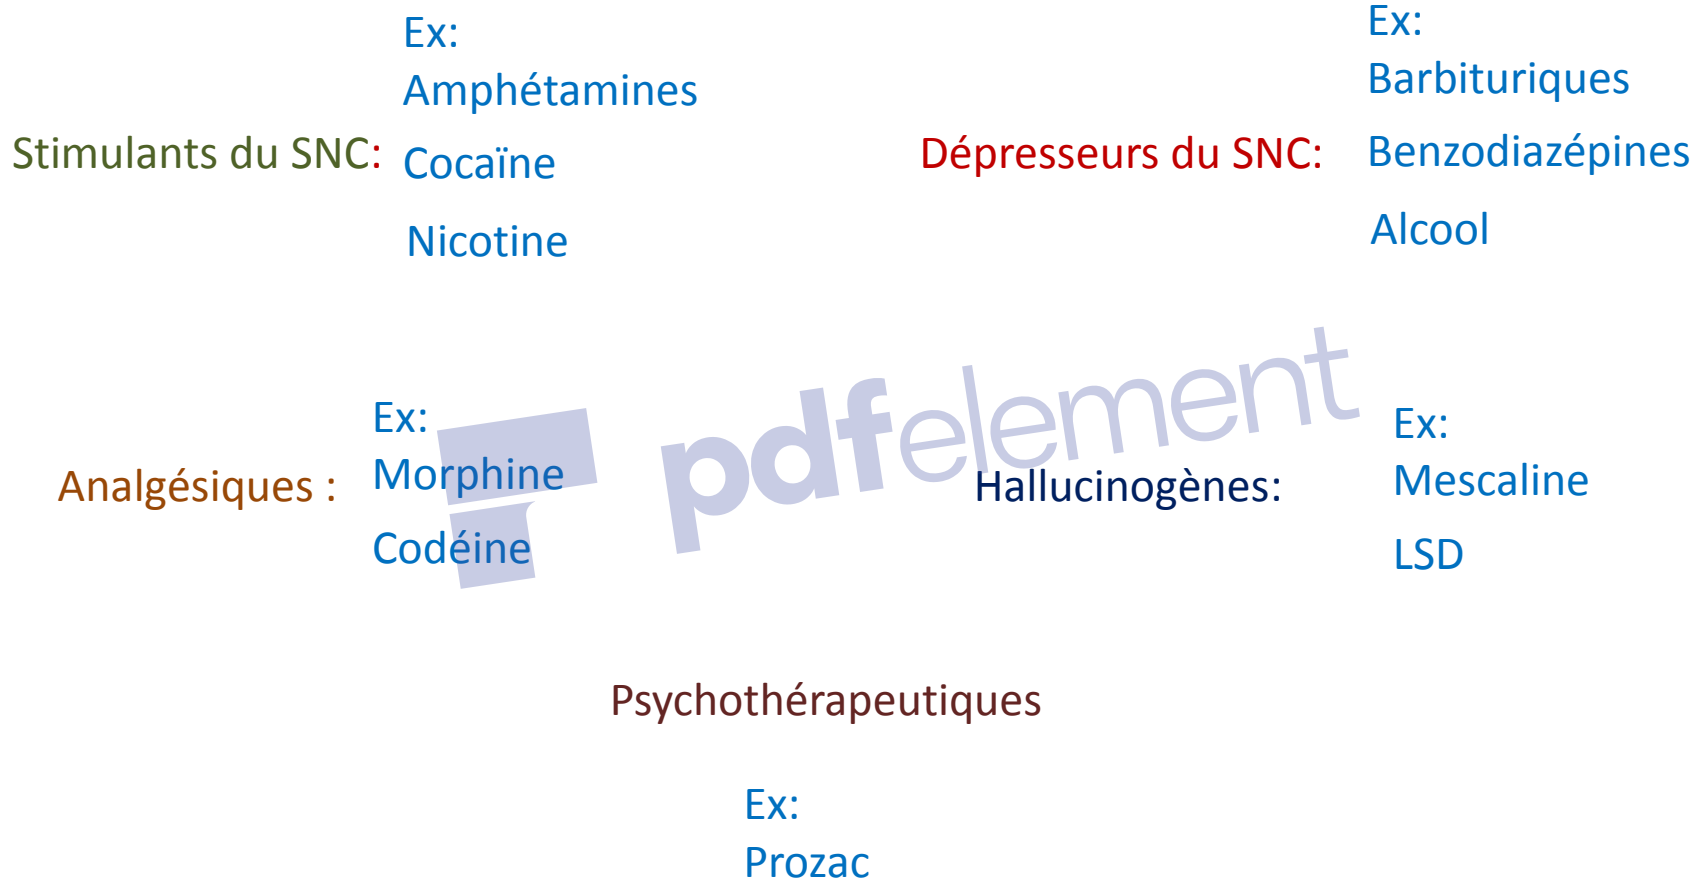 Stimulants du SNC:
Ex:
Amphétamines
Cocaïne
Nicotine
Dépresseurs du SNC:
Ex:
Barbituriques
Benzodiazépines
Alcool
Analgésiques :
Ex:
Morphine
Codéine
Hallucinogènes:
Ex:
Mescaline
LSD
pdfelement
Psychothérapeutiques
Ex:
Prozac